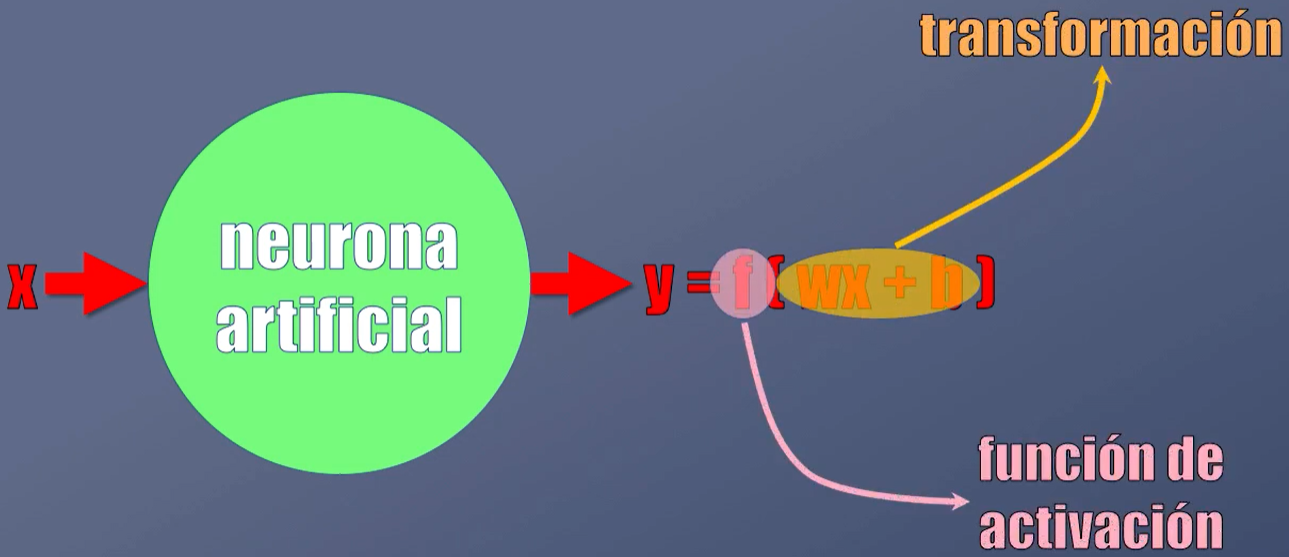 transformación
neurona
artificial
x
y = f ( wx + b )
función de
activación